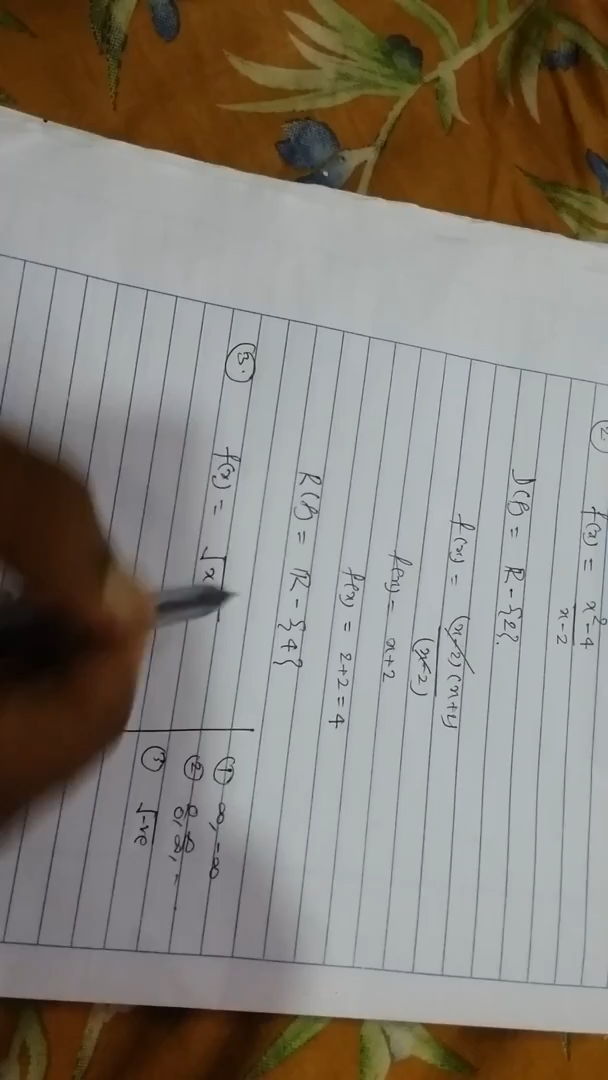 ② f(x) = x²-4 / x-2
D(f) = R - {2}.
f(x) = (x-2)(x+2) / (x-2)
f(x) = x+2
f(x) = 2+2 = 4
R(f) = R - {4}
③. f(x) = √x
① ∞, -∞
② 0/0, ∞/∞, -
③ √-ve